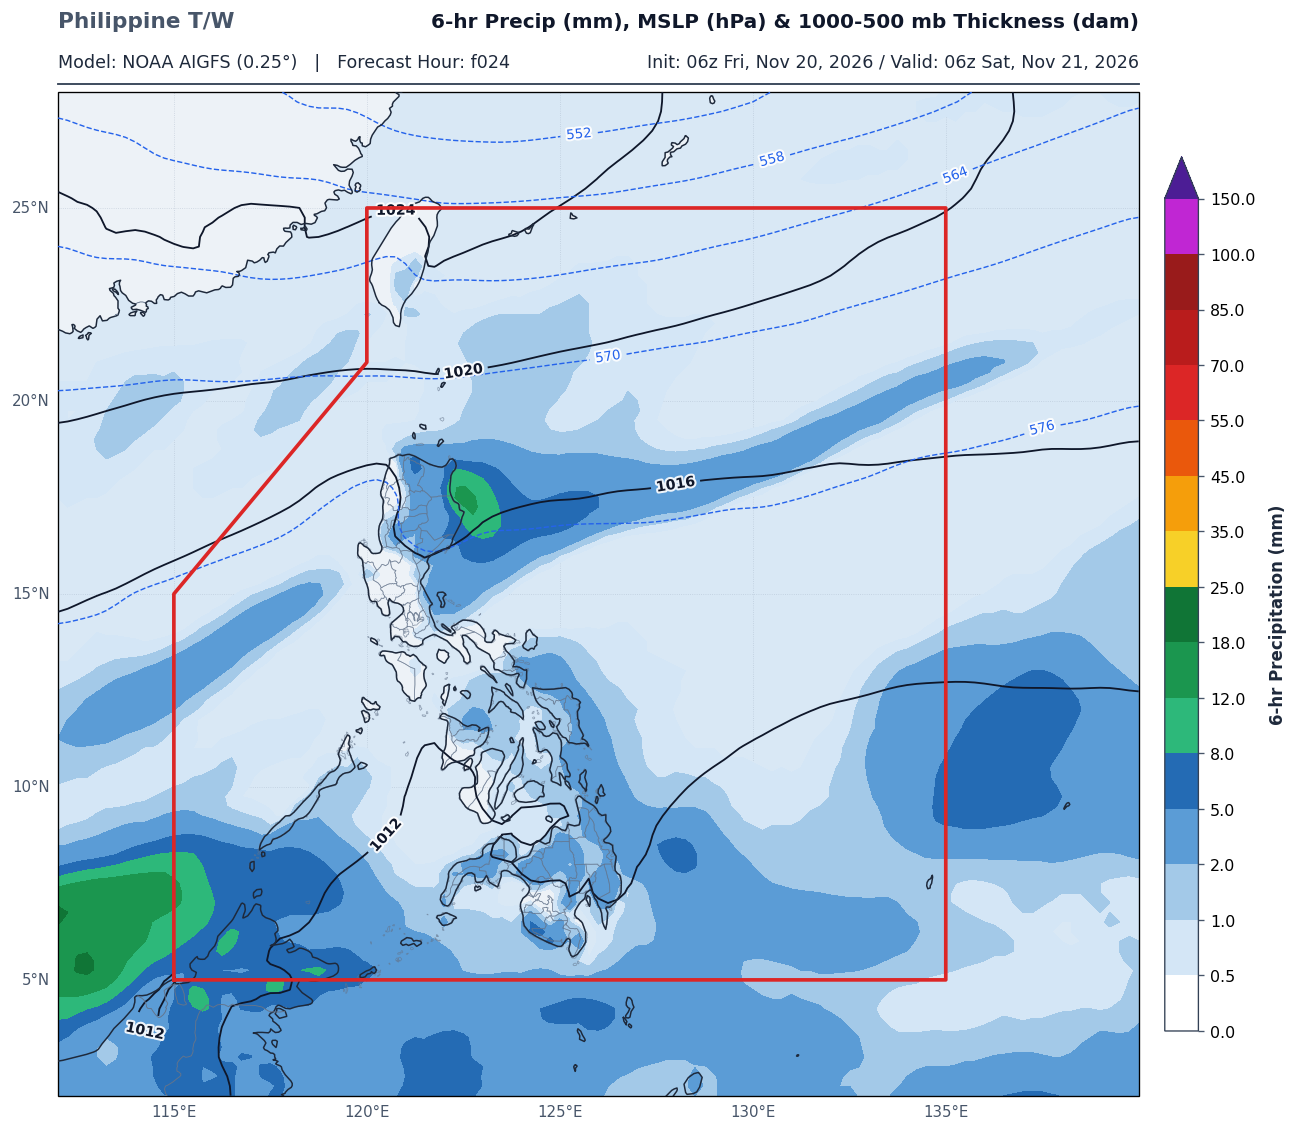 Philippine T/W
6-hr Precip (mm), MSLP (hPa) & 1000-500 mb Thickness (dam)
Model: NOAA AIGFS (0.25°) | Forecast Hour: f024
Init: 06z Fri, Nov 20, 2026 / Valid: 06z Sat, Nov 21, 2026
552
558
564
1024
25°N
570
1020
20°N
576
1016
15°N
10°N
1012
5°N
1012
115°E
120°E
125°E
130°E
135°E
150.0
100.0
85.0
70.0
55.0
45.0
35.0
25.0
18.0
12.0
8.0
5.0
2.0
1.0
0.5
0.0
6-hr Precipitation (mm)